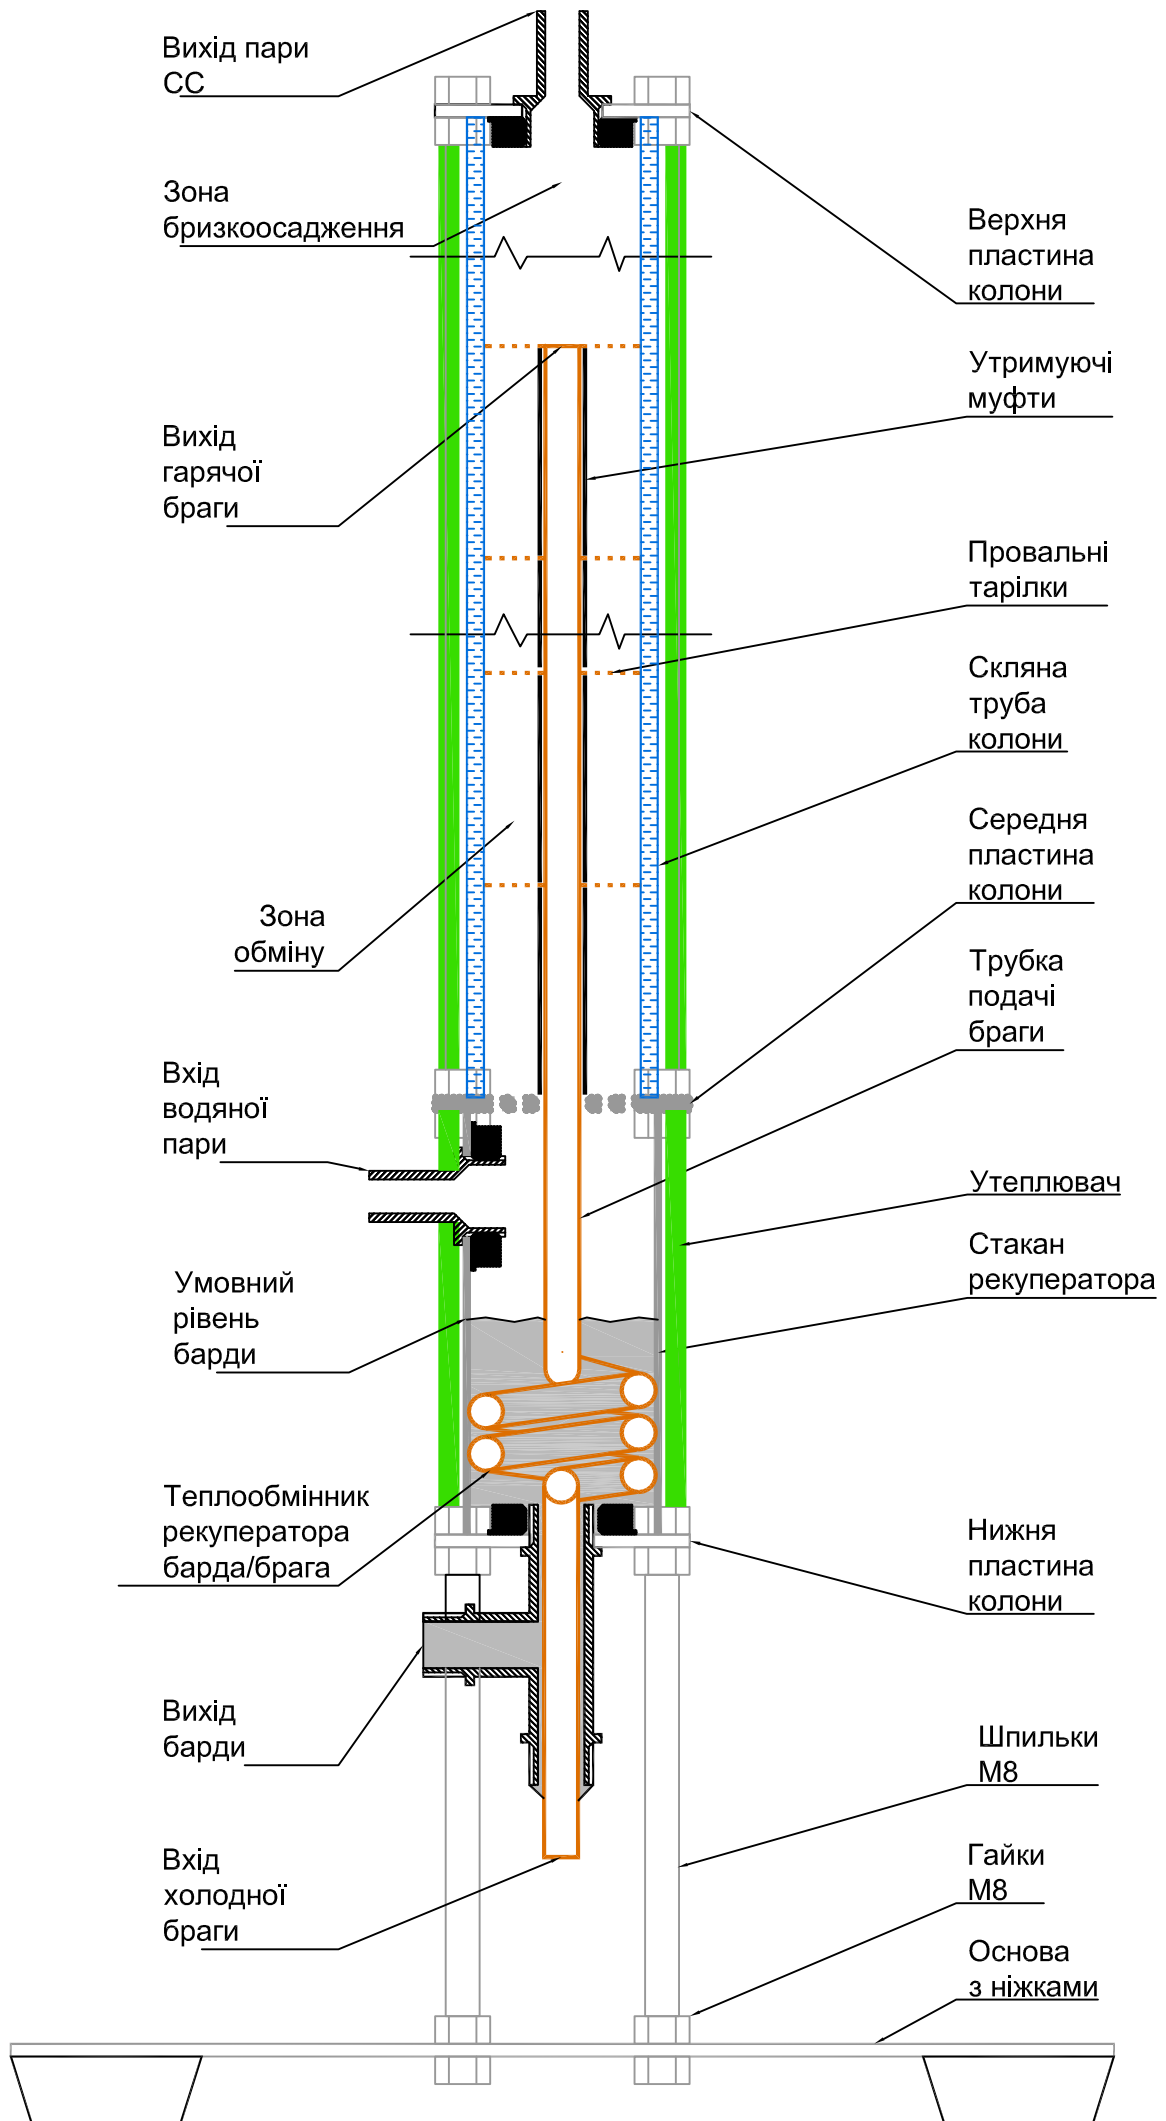 Вихід пари
СС
Зона
бризкоосадження
Вихід
гарячої
браги
Зона
обміну
Вхід
водяної
пари
Умовний
рівень
барди
Теплообмінник
рекуператора
барда/брага
Вихід
барди
Вхід
холодної
браги
Верхня
пластина
колони
Утримуючі
муфти
Провальні
тарілки
Скляна
труба
колони
Середня
пластина
колони
Трубка
подачі
браги
Утеплювач
Стакан
рекуператора
Нижня
пластина
колони
Шпильки
М8
Гайки
М8
Основа
з ніжками